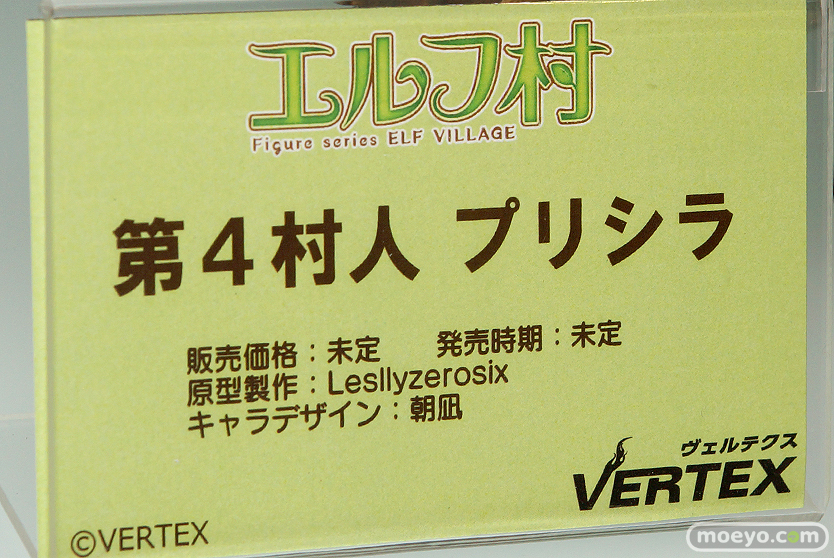 エルフ村
Figure series ELF VILLAGE
第4村人 プリシラ
販売価格：未定　発売時期：未定
原型製作：Lesllyzerosix
キャラデザイン：朝凪
ヴェルテクス
VERTEX
©VERTEX
moeyo.com